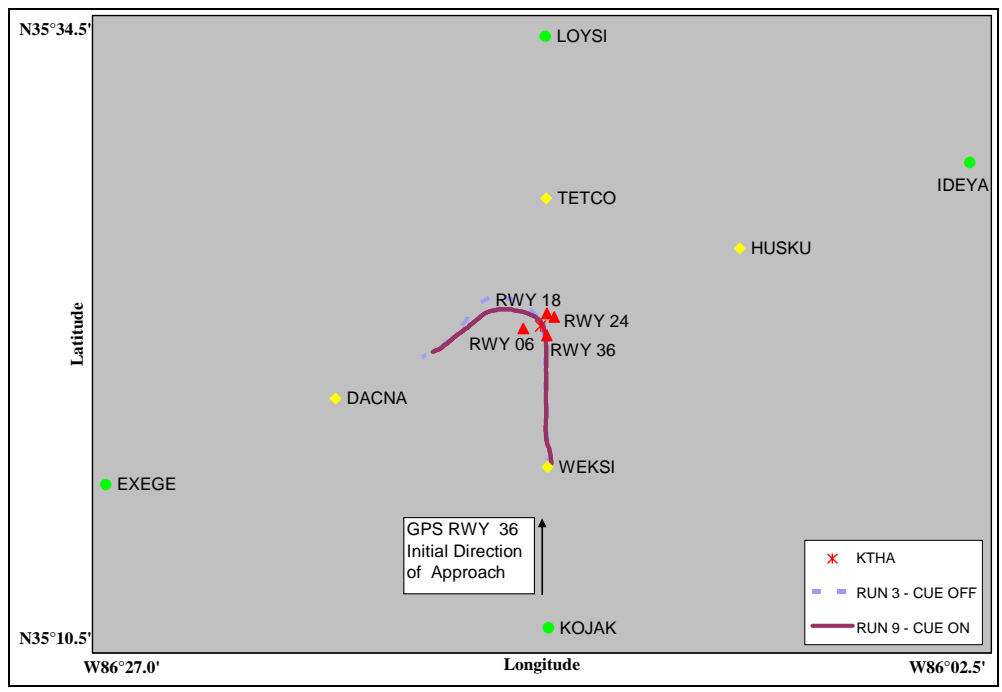 N35°34.5'
LOYSI
IDEYA
TETCO
HUSKU
RWY 18
RWY 24
RWY 06
RWY 36
Latitude
DACNA
WEKSI
EXEGE
GPS RWY 36
Initial Direction
of Approach
KTHA
RUN 3 - CUE OFF
RUN 9 - CUE ON
KOJAK
N35°10.5'
W86°27.0'
Longitude
W86°02.5'